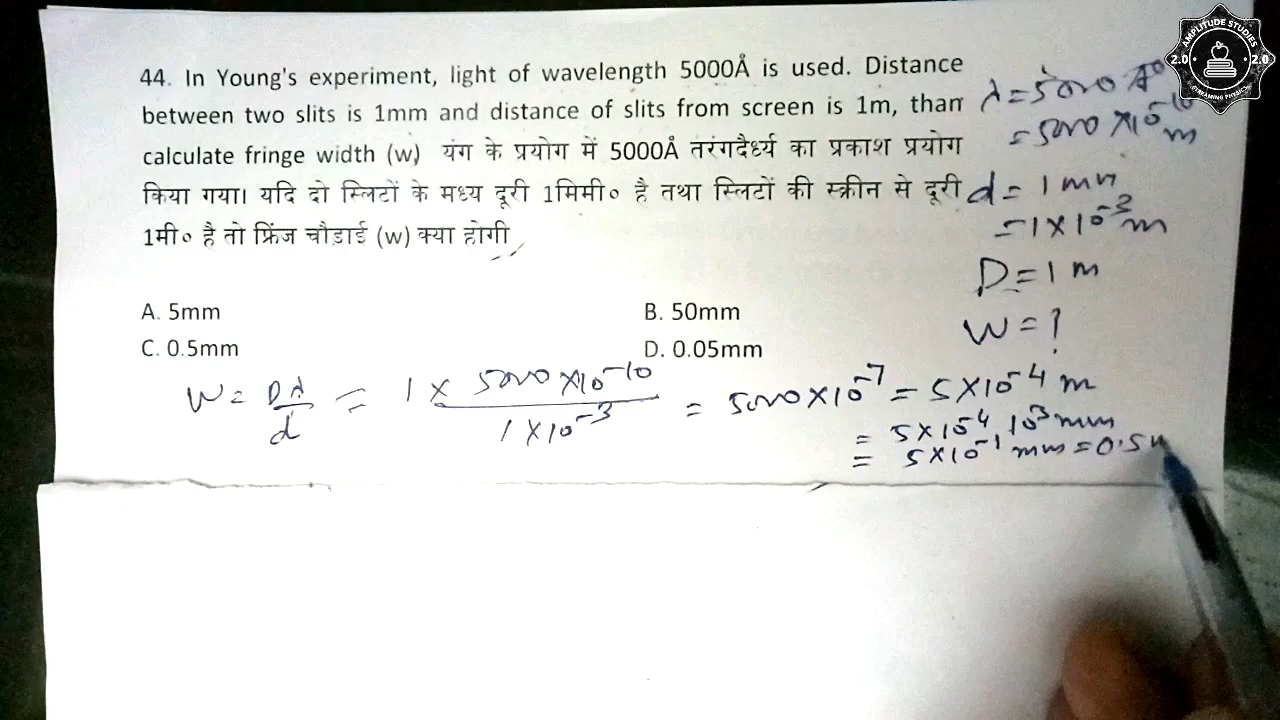 AMPLITUDE STUDIES
2.0 2.0
STREAMING PHYSICS
44. In Young's experiment, light of wavelength 5000Å is used. Distance
between two slits is 1mm and distance of slits from screen is 1m, than
calculate fringe width (w) यंग के प्रयोग में 5000Å तरंगदैर्ध्य का प्रकाश प्रयोग
किया गया। यदि दो स्लिटों के मध्य दूरी 1मिमी० है तथा स्लिटों की स्क्रीन से दूरी
1मी० है तो फ्रिंज चौड़ाई (w) क्या होगी
A. 5mm B. 50mm
C. 0.5mm D. 0.05mm
λ = 5000 A⁰
= 5000 × 10⁻¹⁰ m
d = 1 mm
= 1 × 10⁻³ m
D = 1 m
W = ?
W = Dλ/d = 1 × 5000 × 10⁻¹⁰ / 1 × 10⁻³ = 5000 × 10⁻⁷ = 5 × 10⁻⁴ m
= 5 × 10⁻⁴ 10³ mm
= 5 × 10⁻¹ mm = 0.5